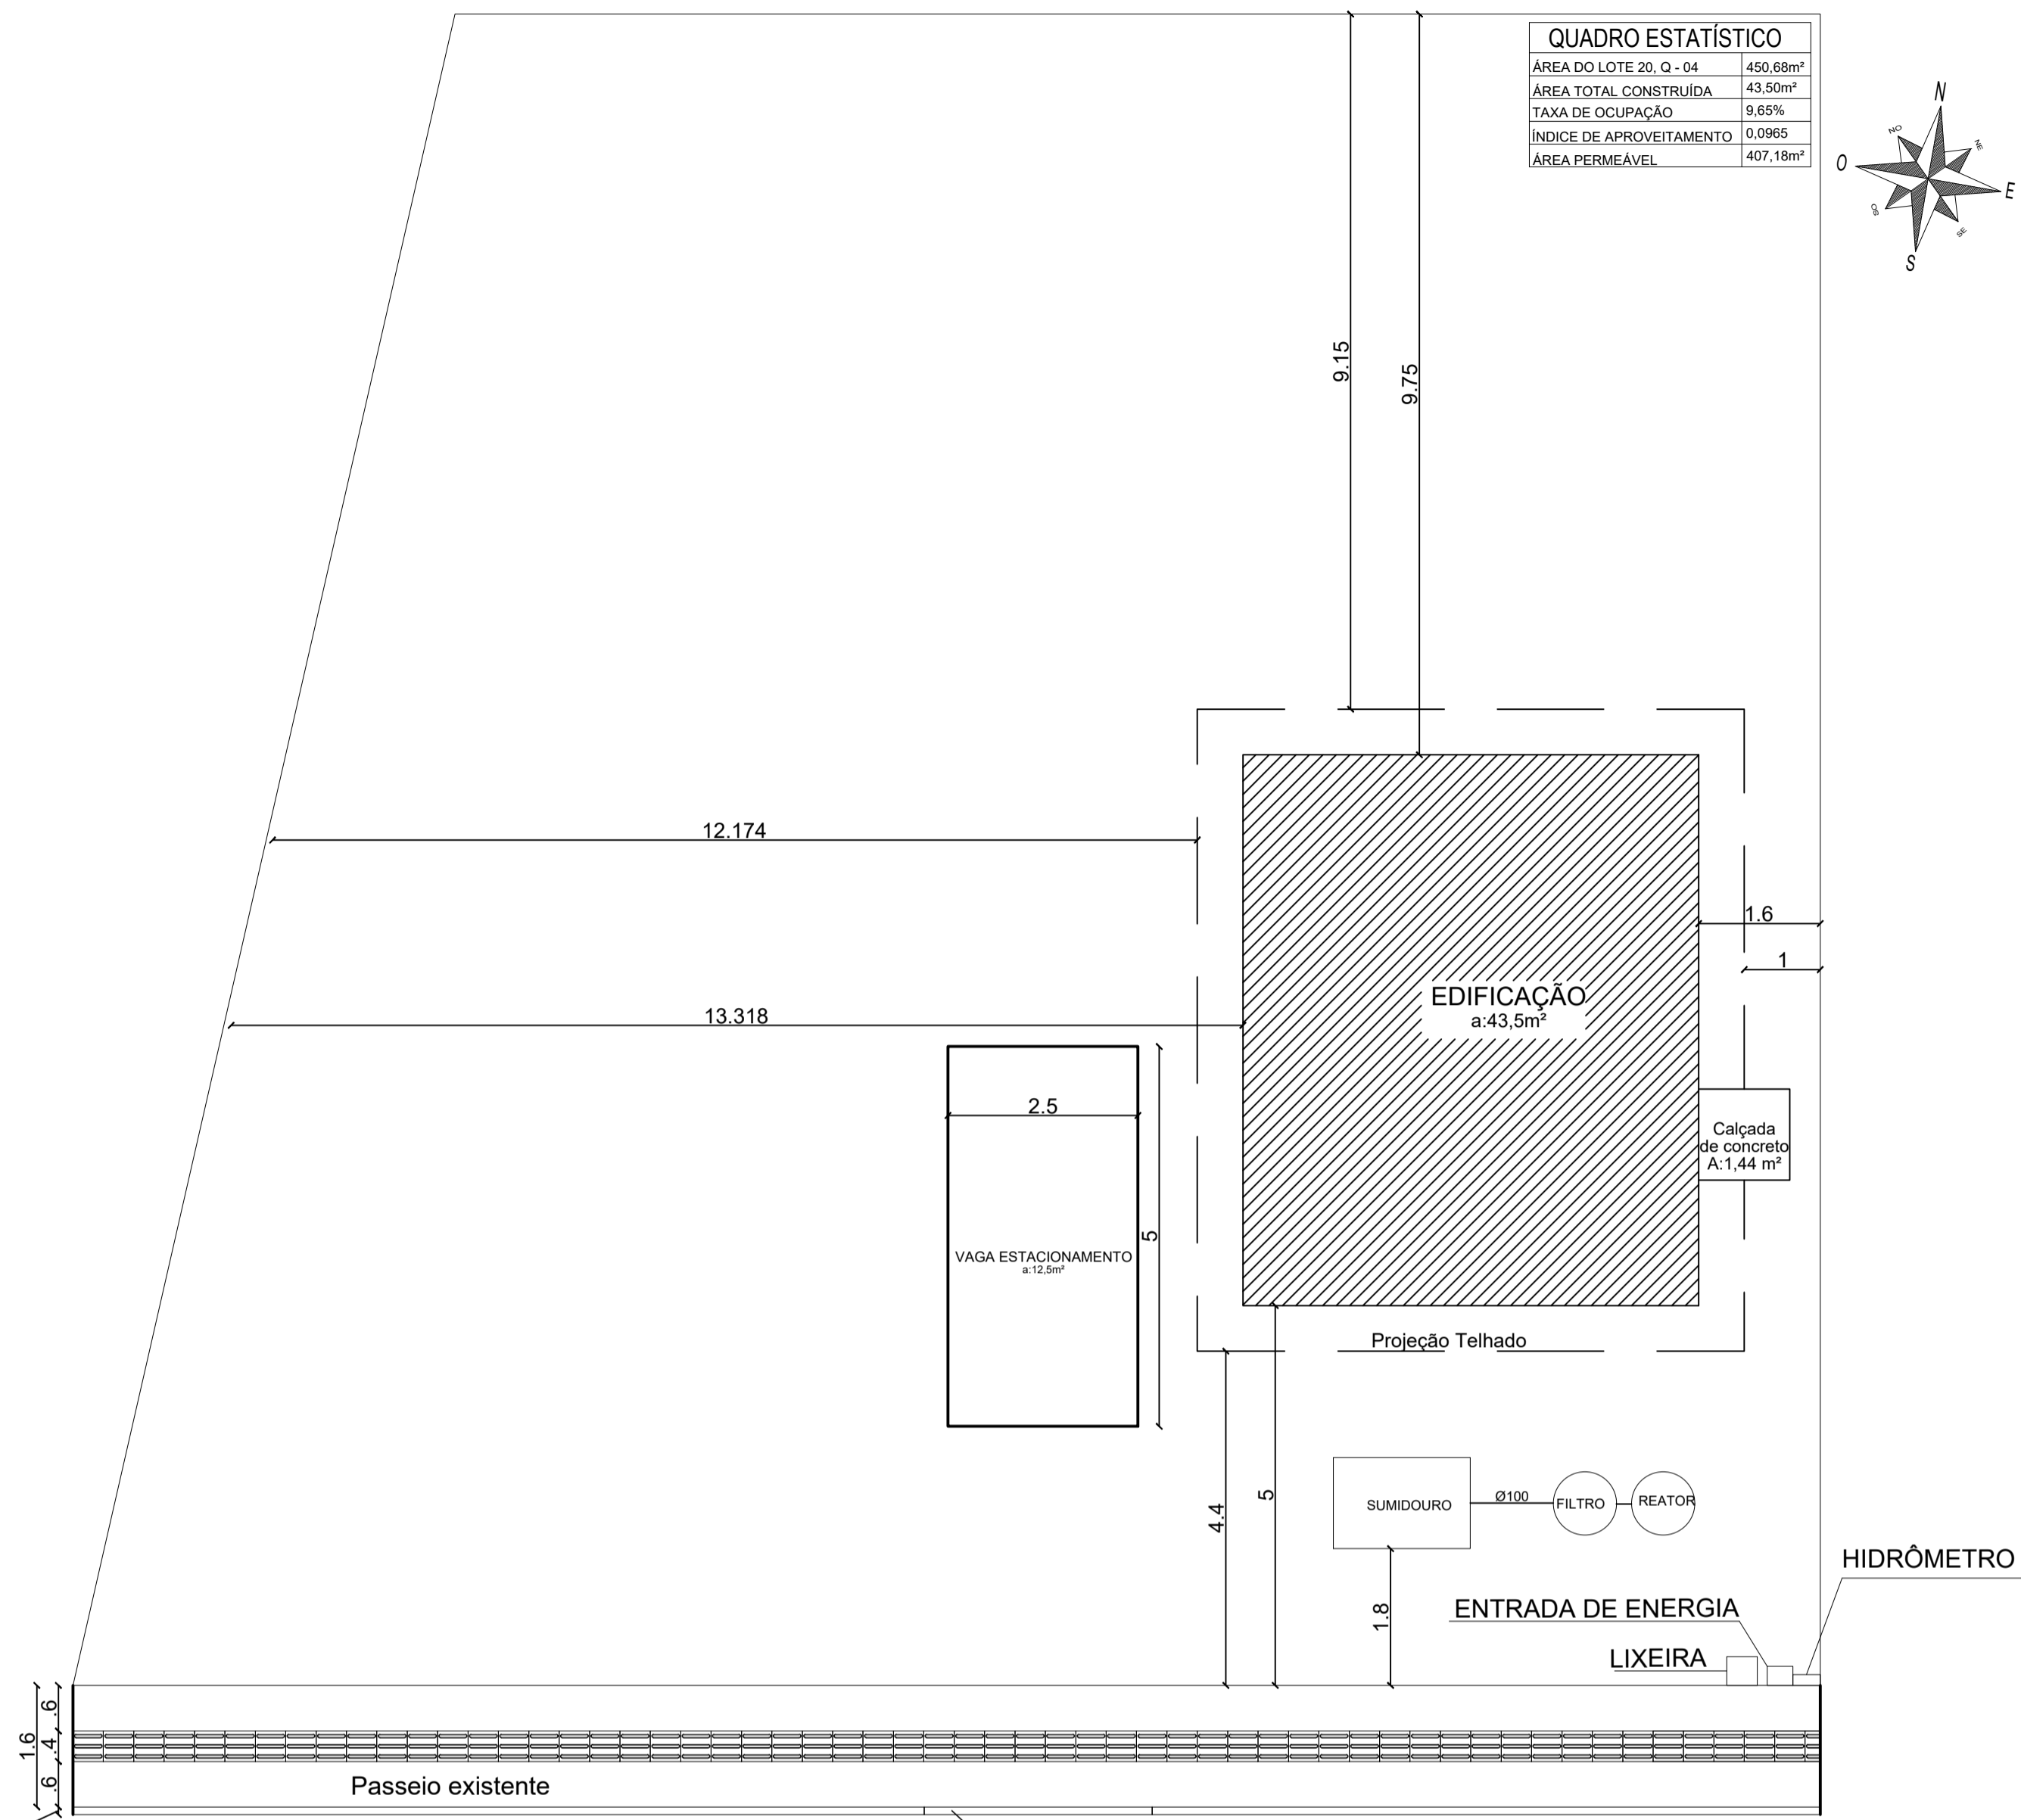 QUADRO ESTATÍSTICO
ÁREA DO LOTE 20, Q - 04 450,68m²
ÁREA TOTAL CONSTRUÍDA 43,50m²
TAXA DE OCUPAÇÃO 9,65%
ÍNDICE DE APROVEITAMENTO 0,0965
ÁREA PERMEÁVEL 407,18m²
N
NO
NE
O
E
SO
SE
S
9.15
9.75
12.174
1.6
1
EDIFICAÇÃO
a:43,5m²
13.318
2.5
Calçada
de concreto
A:1,44 m²
5
VAGA ESTACIONAMENTO
a:12,5m²
Projeção Telhado
4.4
5
SUMIDOURO
Ø100
FILTRO
REATOR
HIDRÔMETRO
1.8
ENTRADA DE ENERGIA
LIXEIRA
1.6
.6
.4
.6
Passeio existente